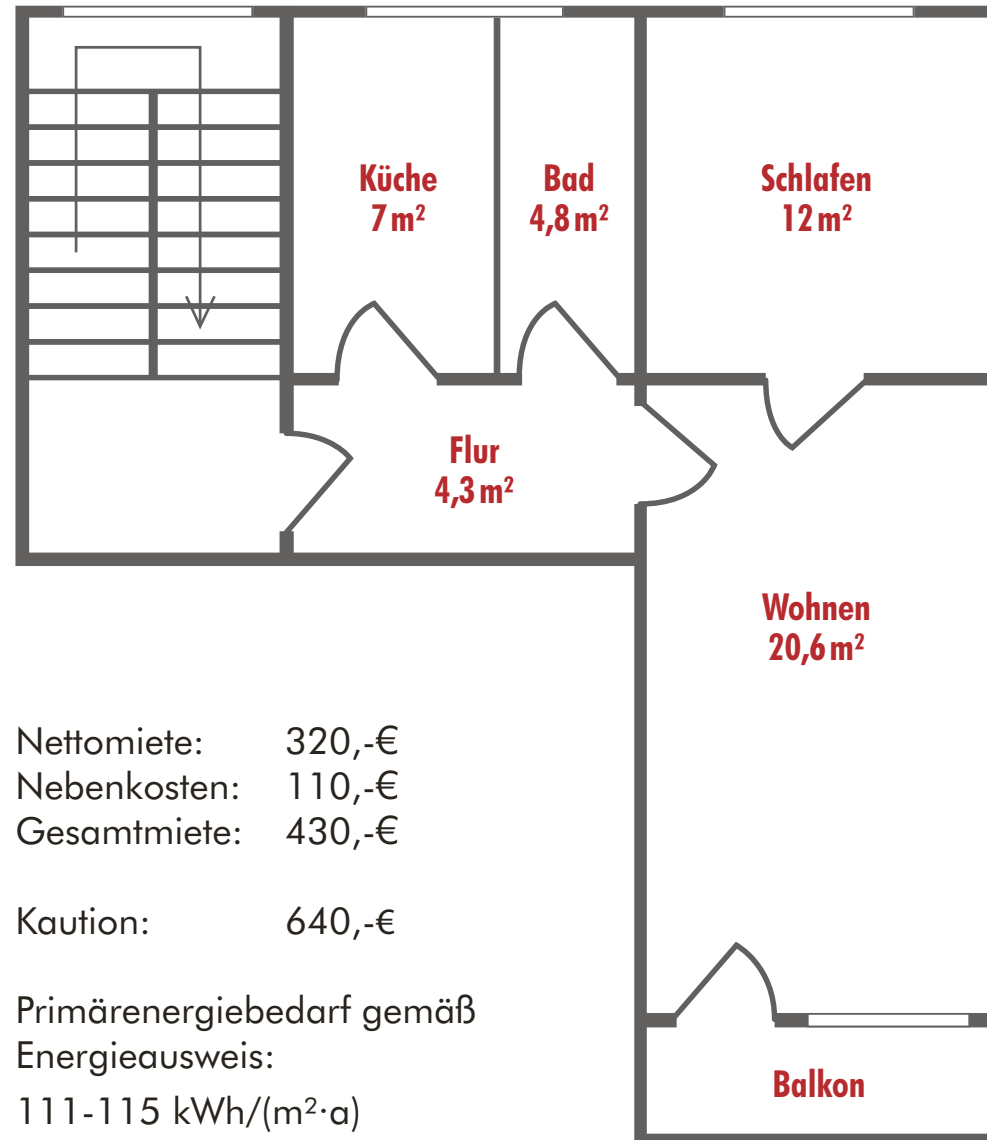 Küche
7 m²
Bad
4,8 m²
Schlafen
12 m²
Flur
4,3 m²
Wohnen
20,6 m²
Nettomiete: 320,-€
Nebenkosten: 110,-€
Gesamtmiete: 430,-€
Kaution: 640,-€
Primärenergiebedarf gemäß
Energieausweis:
111-115 kWh/(m²·a)
Balkon